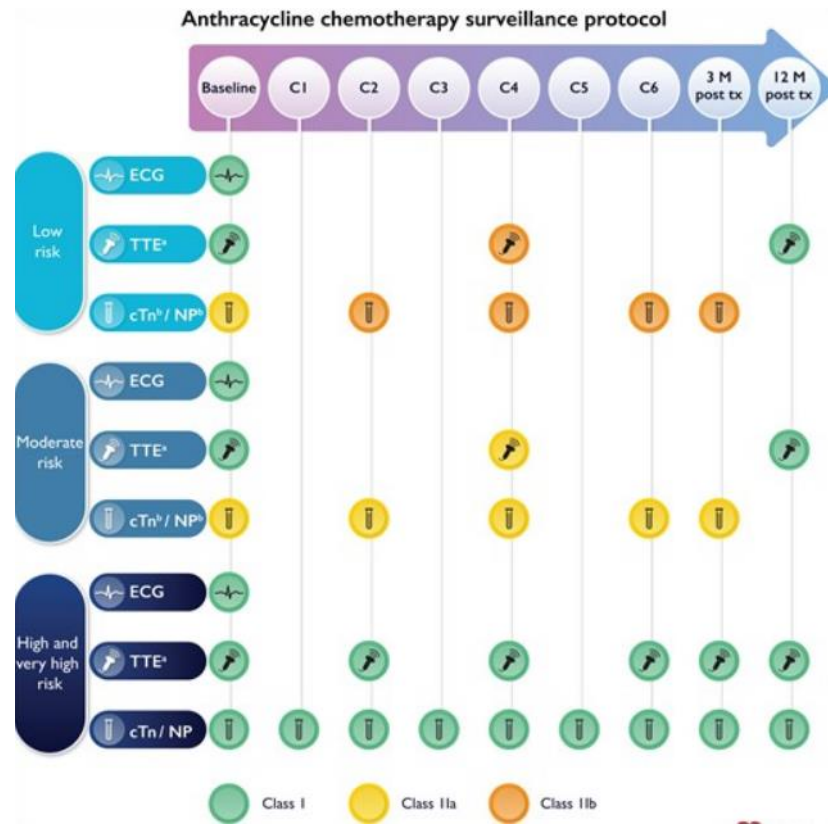 Anthracycline chemotherapy surveillance protocol
Baseline C1 C2 C3 C4 C5 C6 3 M post tx 12 M post tx
Low
risk
ECG
TTEᵃ
cTnᵇ / NPᵇ
Moderate
risk
ECG
TTEᵃ
cTnᵇ / NPᵇ
High and
very high
risk
ECG
TTEᵃ
cTn / NP
Class I Class IIa Class IIb